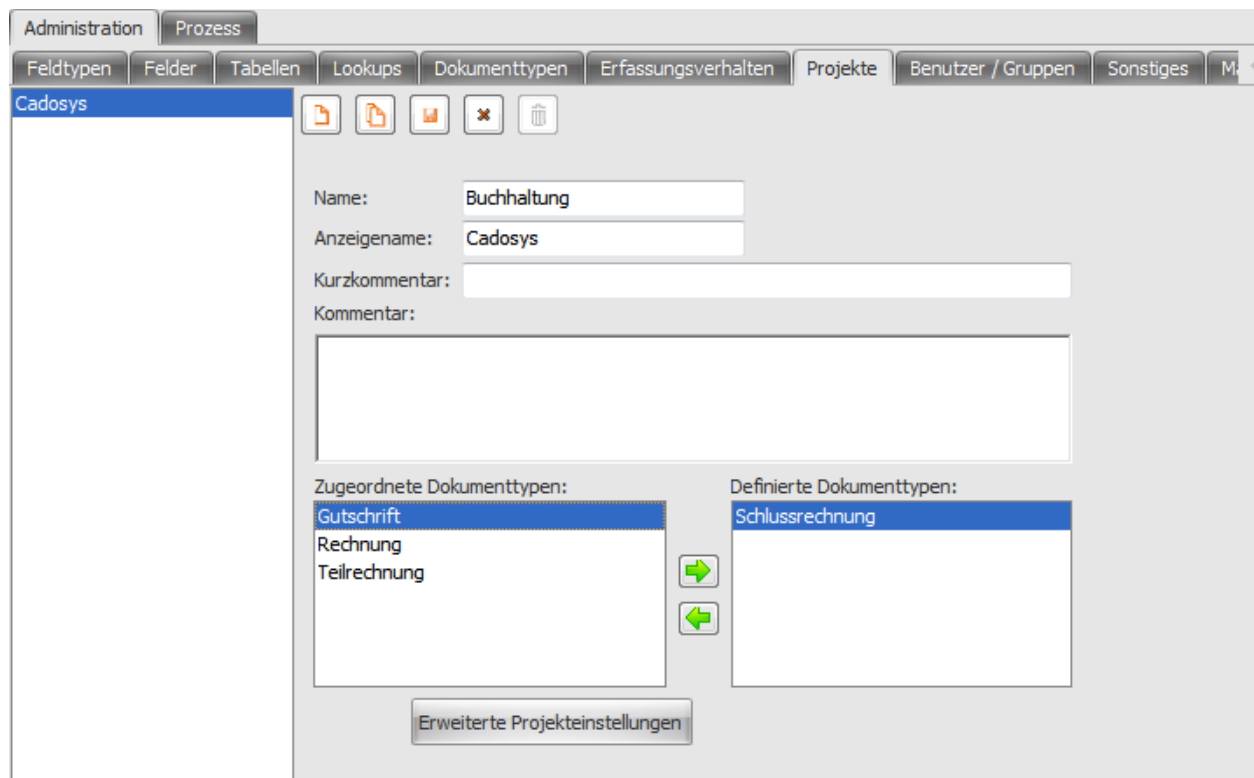 Administration Prozess
Feldtypen Felder Tabellen Lookups Dokumenttypen Erfassungsverhalten Projekte Benutzer / Gruppen Sonstiges
Cadosys
Name: Buchhaltung
Anzeigename: Cadosys
Kurzkommentar:
Kommentar:
Zugeordnete Dokumenttypen: Definierte Dokumenttypen:
Gutschrift Schlussrechnung
Rechnung
Teilrechnung
Erweiterte Projekteinstellungen